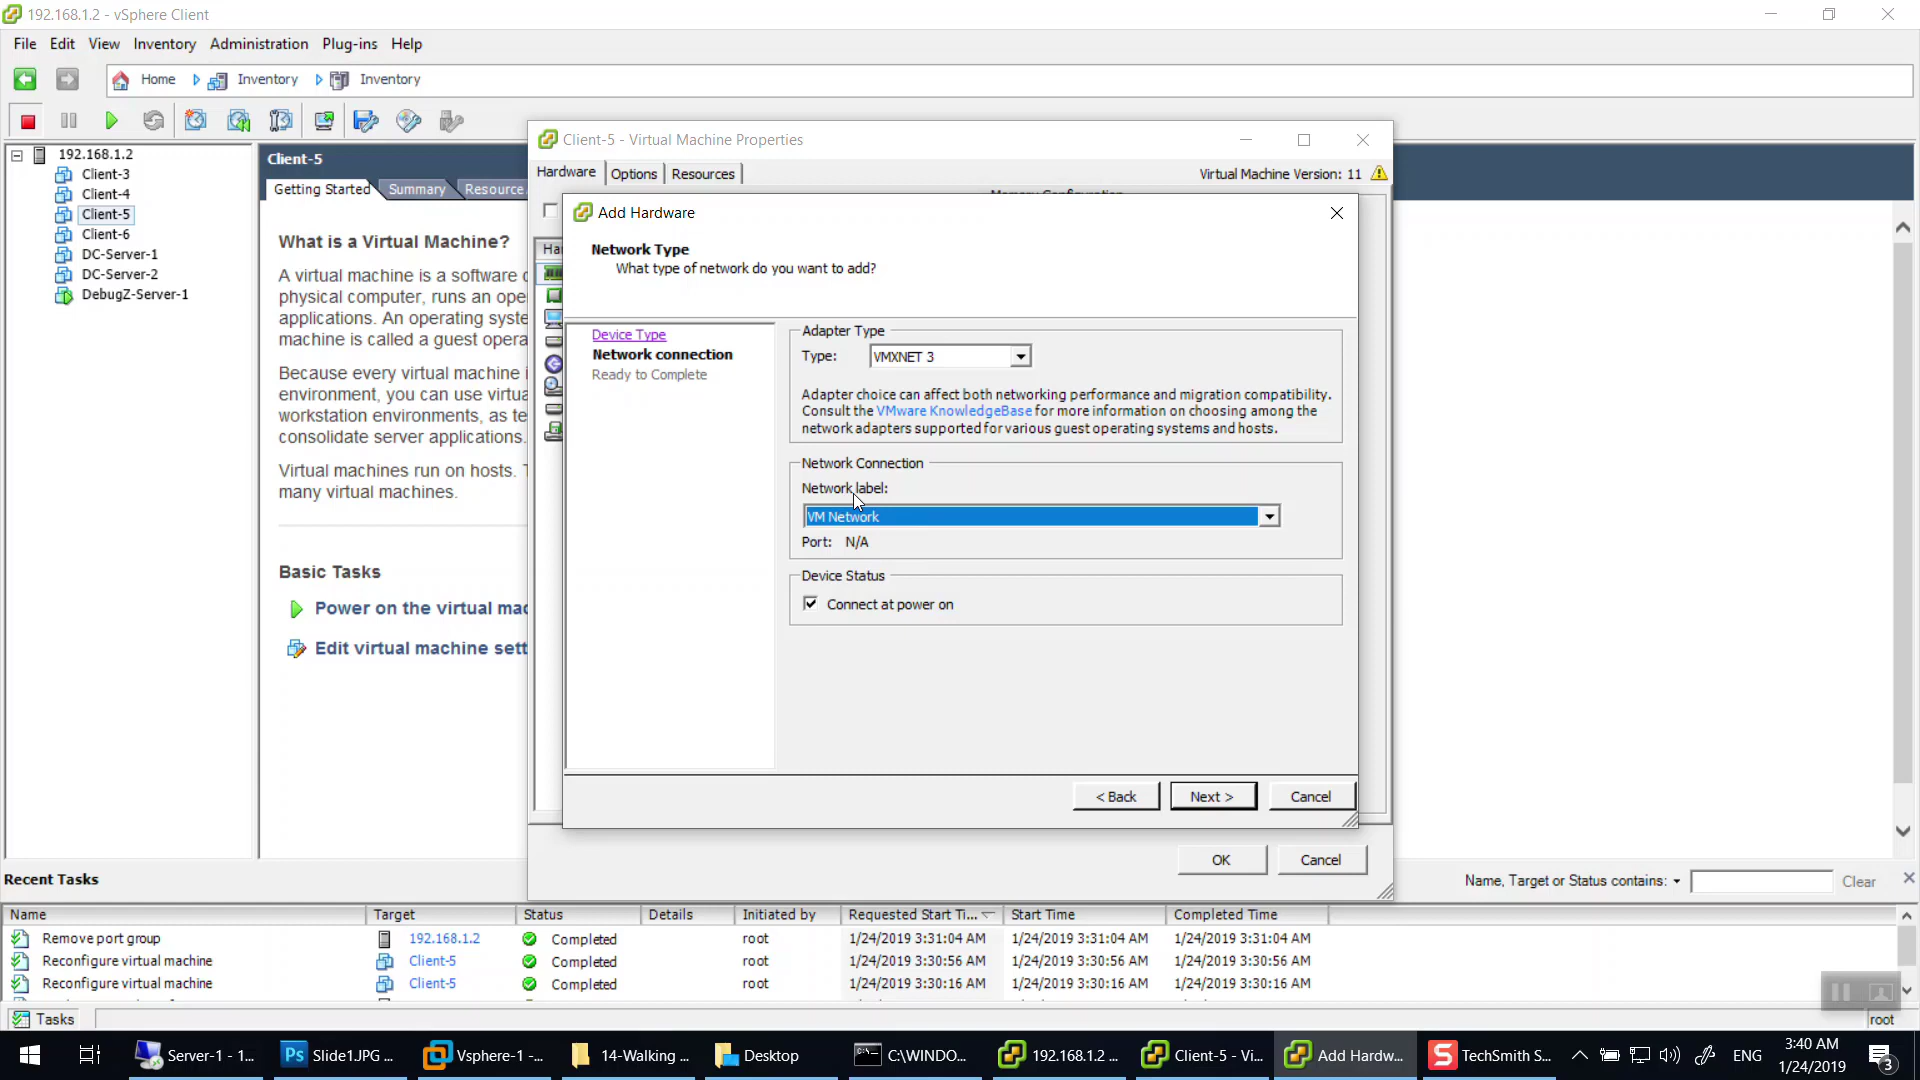 192.168.1.2 - vSphere Client
File Edit View Inventory Administration Plug-ins Help
Home Inventory Inventory
192.168.1.2
Client-3
Client-4
Client-5
Client-6
DC-Server-1
DC-Server-2
DebugZ-Server-1
Client-5
Getting Started Summary Resource
What is a Virtual Machine?
A virtual machine is a software
physical computer, runs an ope
applications. An operating syste
machine is called a guest opera
Because every virtual machine i
environment, you can use virtua
workstation environments, as te
consolidate server applications.
Virtual machines run on hosts. T
many virtual machines.
Basic Tasks
Power on the virtual mac
Edit virtual machine sett
Client-5 - Virtual Machine Properties
Hardware Options Resources
Virtual Machine Version: 11
Har
Add Hardware
Network Type
What type of network do you want to add?
Device Type
Network connection
Ready to Complete
Adapter Type
Type: VMXNET 3
Adapter choice can affect both networking performance and migration compatibility.
Consult the VMware KnowledgeBase for more information on choosing among the
network adapters supported for various guest operating systems and hosts.
Network Connection
Network label:
VM Network
Port: N/A
Device Status
Connect at power on
< Back Next > Cancel
OK Cancel
Recent Tasks
Name, Target or Status contains: Clear
Name Target Status Details Initiated by Requested Start Ti... Start Time Completed Time
Remove port group 192.168.1.2 Completed root 1/24/2019 3:31:04 AM 1/24/2019 3:31:04 AM 1/24/2019 3:31:04 AM
Reconfigure virtual machine Client-5 Completed root 1/24/2019 3:30:56 AM 1/24/2019 3:30:56 AM 1/24/2019 3:30:56 AM
Reconfigure virtual machine Client-5 Completed root 1/24/2019 3:30:16 AM 1/24/2019 3:30:16 AM 1/24/2019 3:30:16 AM
Tasks
root
Server-1 - 1... Ps Slide1.JPG ... Vsphere-1 -... 14-Walking ... Desktop C:\WINDO... 192.168.1.2 ... Client-5 - Vi... Add Hardw... S TechSmith S... ENG
3:40 AM
1/24/2019
3